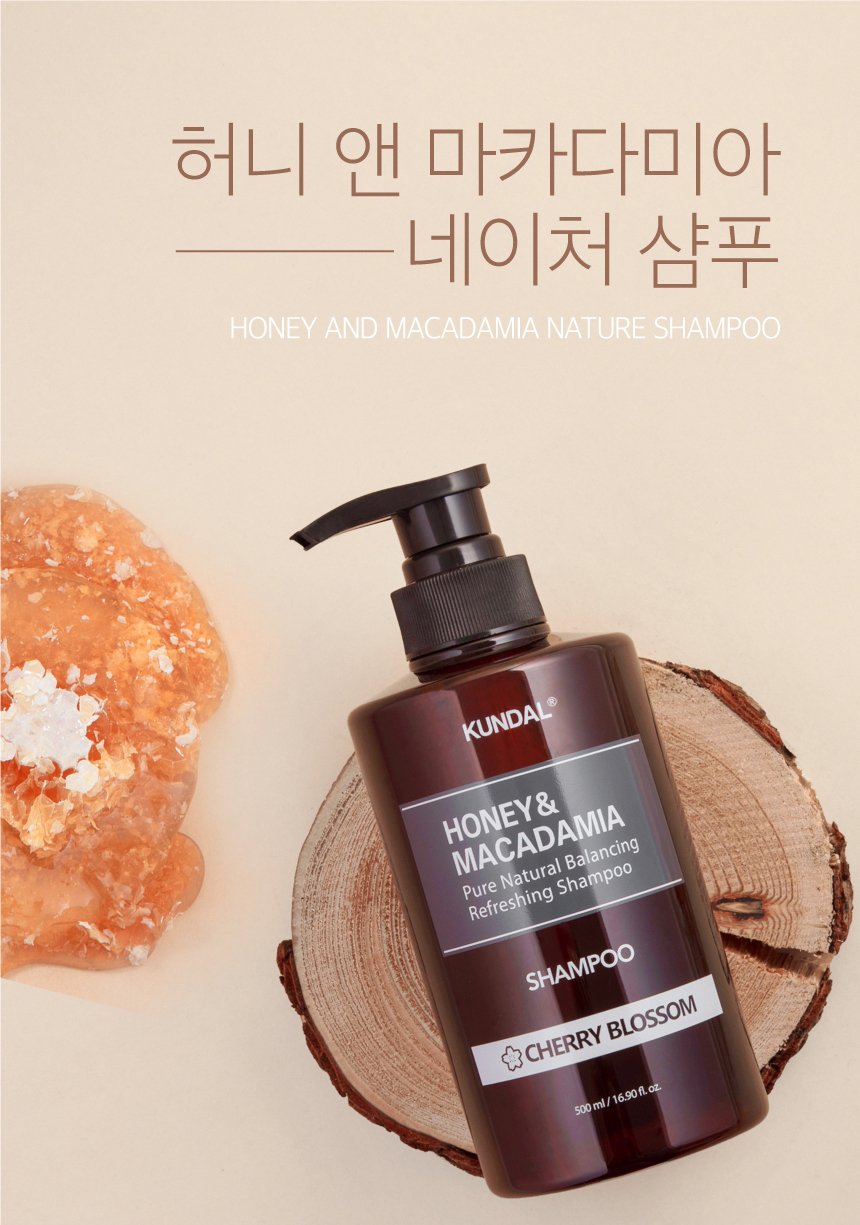 허니 앤 마카다미아
네이처 샴푸
HONEY AND MACADAMIA NATURE SHAMPOO
KUNDAL®
HONEY&
MACADAMIA
Pure Natural Balancing
Refreshing Shampoo
SHAMPOO
CHERRY BLOSSOM
500 ml / 16.90 fl. oz.